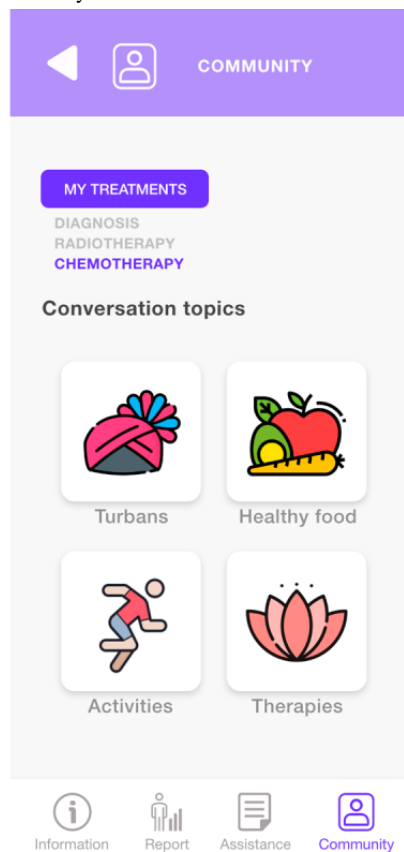 COMMUNITY
MY TREATMENTS
DIAGNOSIS
RADIOTHERAPY
CHEMOTHERAPY
Conversation topics
Turbans Healthy food
Activities Therapies
Information Report Assistance Community